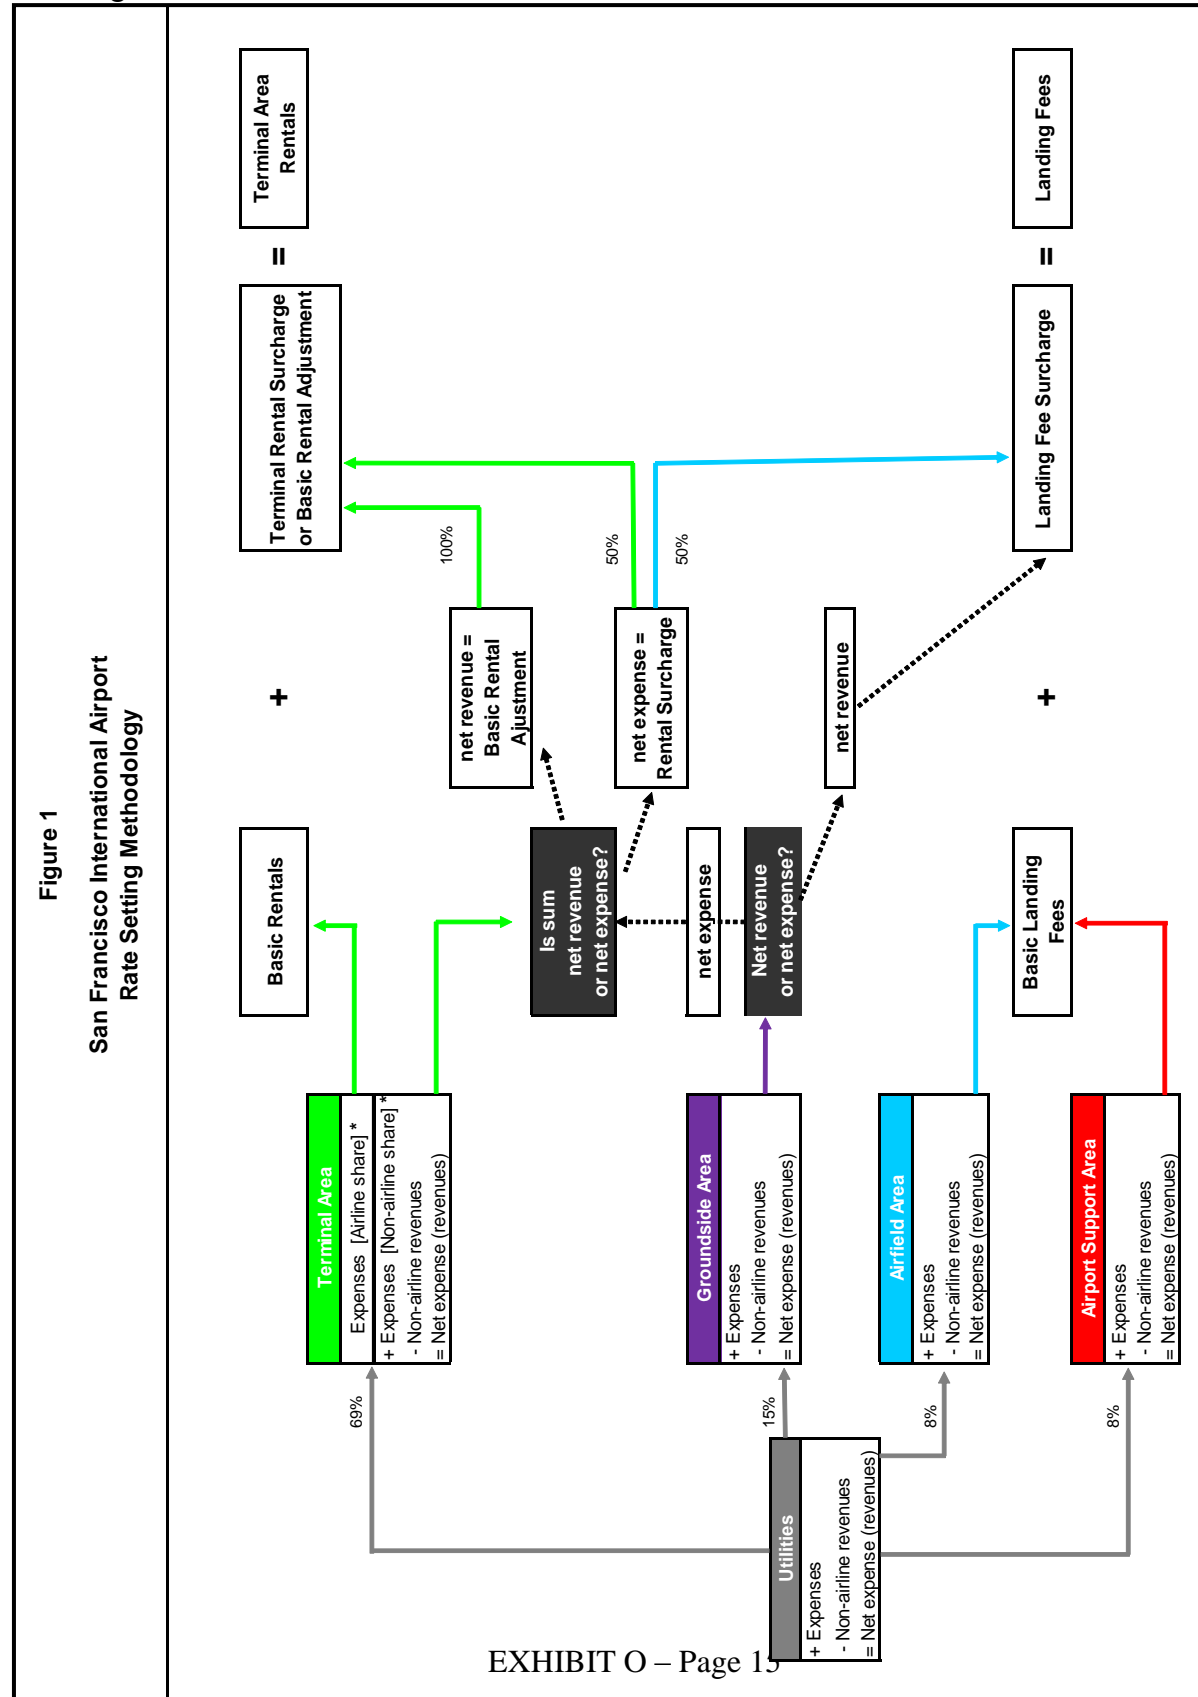 Figure 1
San Francisco International Airport
Rate Setting Methodology
Utilities
+ Expenses
- Non-airline revenues
= Net expense (revenues)
69%
15%
8%
8%
Terminal Area
Expenses [Airline share] *
+ Expenses [Non-airline share] *
- Non-airline revenues
= Net expense (revenues)
Groundside Area
+ Expenses
- Non-airline revenues
= Net expense (revenues)
Airfield Area
+ Expenses
- Non-airline revenues
= Net expense (revenues)
Airport Support Area
+ Expenses
- Non-airline revenues
= Net expense (revenues)
Basic Rentals
Is sum
net revenue
or net expense?
net expense
Net revenue
or net expense?
Basic Landing
Fees
+
net revenue =
Basic Rental
Ajustment
net expense =
Rental Surcharge
net revenue
+
100%
50%
50%
Terminal Rental Surcharge
or Basic Rental Adjustment
Landing Fee Surcharge
=
=
Terminal Area
Rentals
Landing Fees
EXHIBIT O – Page 15